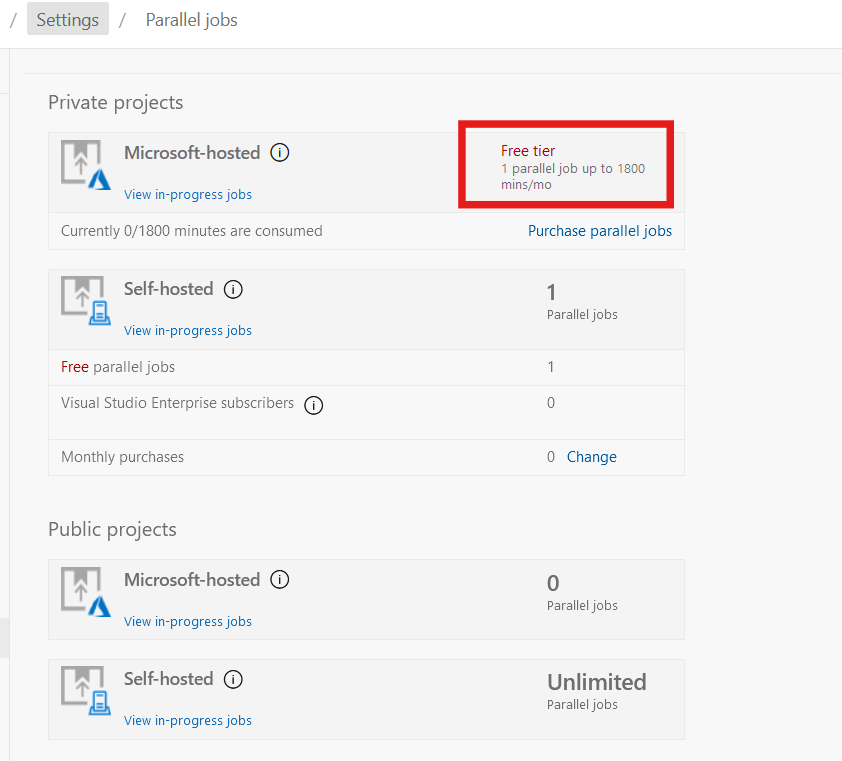 / Settings / Parallel jobs
Private projects
Microsoft-hosted
View in-progress jobs
Free tier
1 parallel job up to 1800
mins/mo
Currently 0/1800 minutes are consumed Purchase parallel jobs
Self-hosted
View in-progress jobs
1
Parallel jobs
Free parallel jobs 1
Visual Studio Enterprise subscribers 0
Monthly purchases 0 Change
Public projects
Microsoft-hosted
View in-progress jobs
0
Parallel jobs
Self-hosted
View in-progress jobs
Unlimited
Parallel jobs